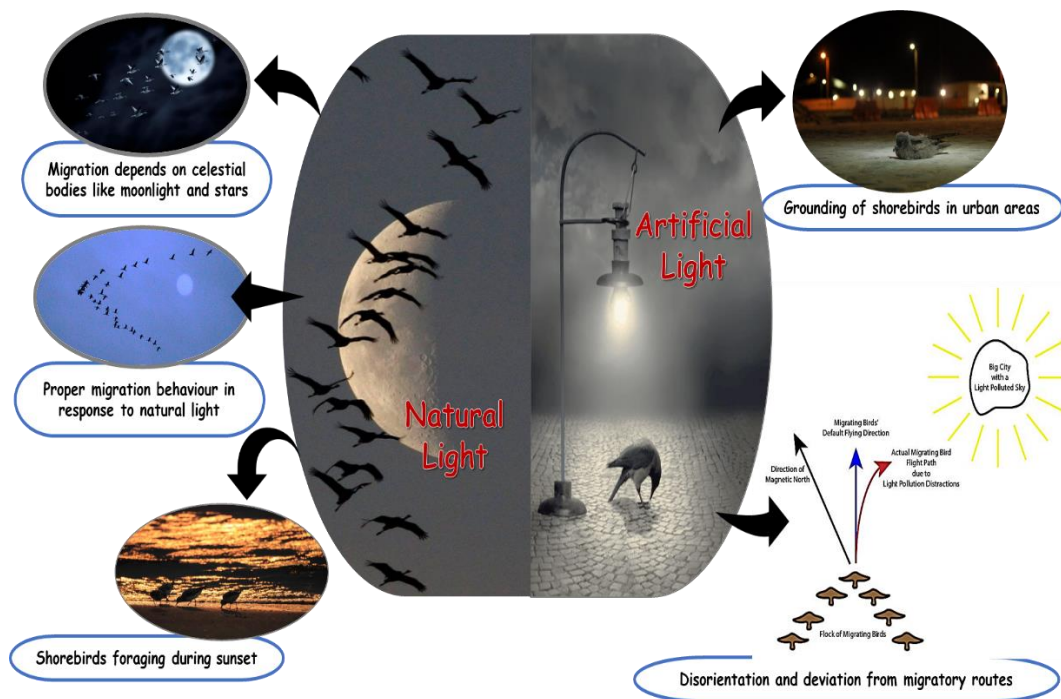 Migration depends on celestial
bodies like moonlight and stars
Proper migration behaviour in
response to natural light
Shorebirds foraging during sunset
Natural
Light
Artificial
Light
Grounding of shorebirds in urban areas
Big City
with a
Light Polluted Sky
Migrating Birds'
Default Flying Direction
Actual Migrating Bird
Flight Path
due to
Light Pollution Distractions
Direction of
Magnetic North
Flock of Migrating Birds
Disorientation and deviation from migratory routes